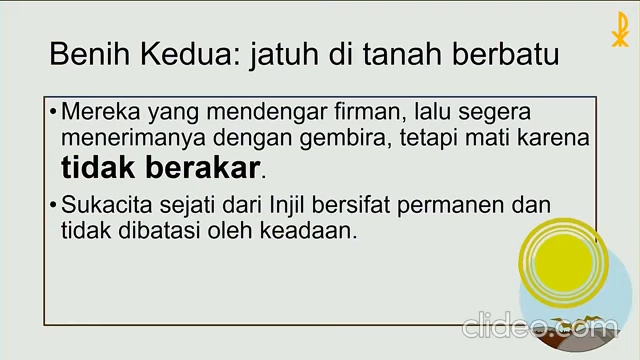 Benih Kedua: jatuh di tanah berbatu
• Mereka yang mendengar firman, lalu segera
menerimanya dengan gembira, tetapi mati karena
tidak berakar.
• Sukacita sejati dari Injil bersifat permanen dan
tidak dibatasi oleh keadaan.
clideo.com